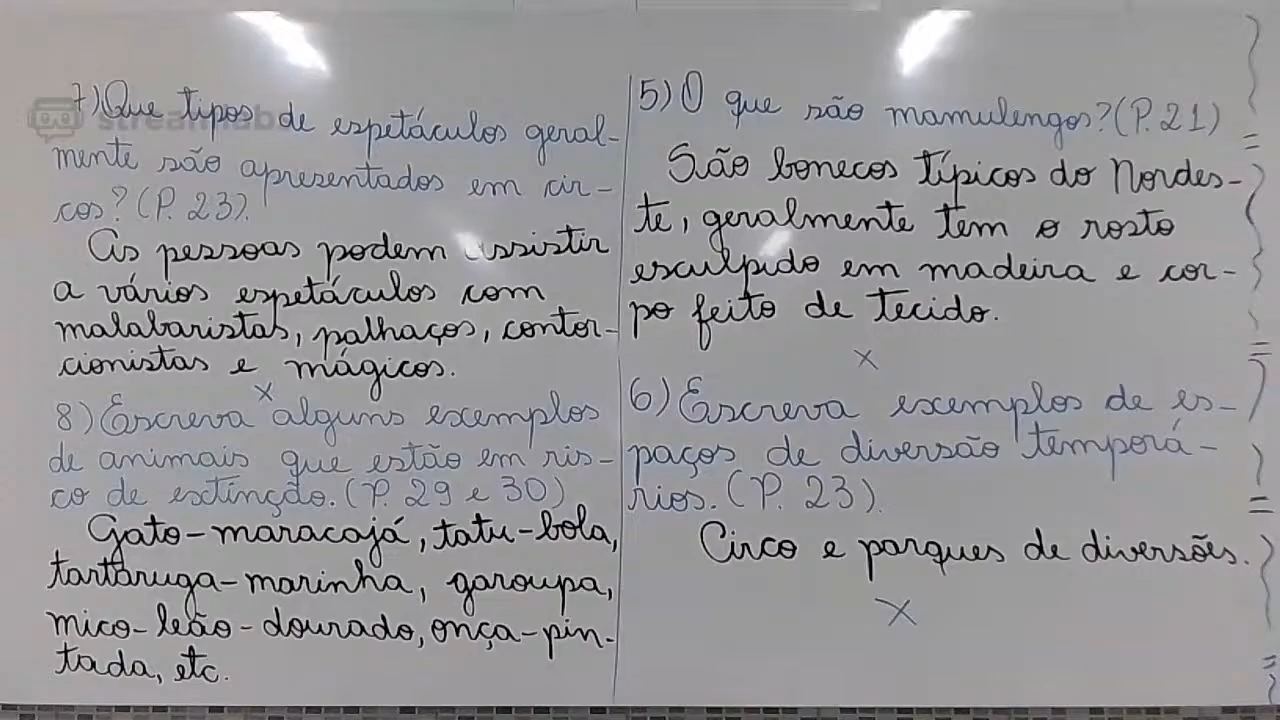 7) Que tipos de espetáculos geral-
mente são apresentados em cir-
cos? (P. 23).
As pessoas podem assistir
a vários espetáculos com
malabaristas, palhaços, contor-
cionistas e mágicos.
x
8) Escreva alguns exemplos
de animais que estão em ris-
co de extinção. (P. 29 e 30)
Gato-maracajá, tatu-bola,
tartaruga-marinha, garoupa,
mico-leão-dourado, onça-pin-
tada, etc.
5) O que são mamulengos? (P. 21)
São bonecos típicos do Nordes-
te, geralmente tem o rosto
esculpido em madeira e cor-
po feito de tecido.
x
6) Escreva exemplos de es-
paços de diversão temporá-
rios. (P. 23).
Circo e parques de diversões.
x